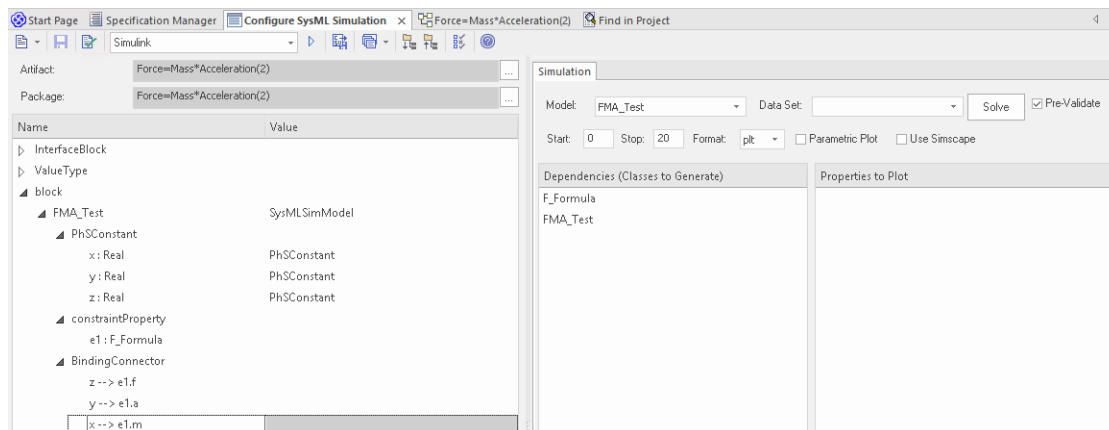 Start Page Specification Manager Configure SysML Simulation × Force=Mass*Acceleration(2) Find in Project
Simulink
Artifact: Force=Mass*Acceleration(2) ...
Package: Force=Mass*Acceleration(2) ...
Name Value
InterfaceBlock
ValueType
block
FMA_Test SysMLSimModel
PhSConstant
x : Real PhSConstant
y : Real PhSConstant
z : Real PhSConstant
constraintProperty
e1 : F_Formula
BindingConnector
z --> e1.f
y --> e1.a
x --> e1.m
Simulation
Model: FMA_Test Data Set: Solve Pre-Validate
Start: 0 Stop: 20 Format: plt Parametric Plot Use Simscape
Dependencies (Classes to Generate) Properties to Plot
F_Formula
FMA_Test